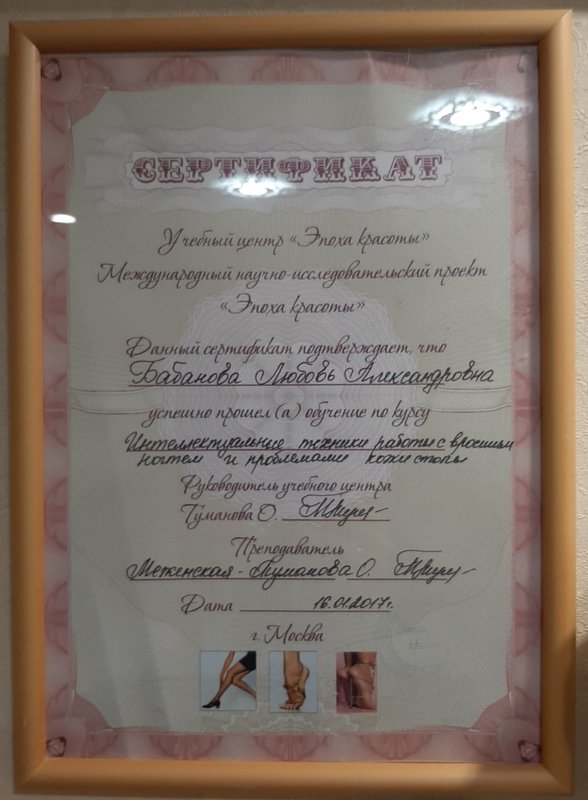 СЕРТИФИКАТ
Учебный центр «Эпоха красоты»
Международный научно-исследовательский проект
«Эпоха красоты»
Данный сертификат подтверждает, что
Бабанова Любовь Александровна
успешно прошел (а) обучение по курсу
Интеллектуальные техники работы с вросшим
ногтем и проблемами кожи стопы
Руководитель учебного центра
Туманова О.
Преподаватель
Меженская-Туманова О.
Дата 16.01.2017г.
г. Москва